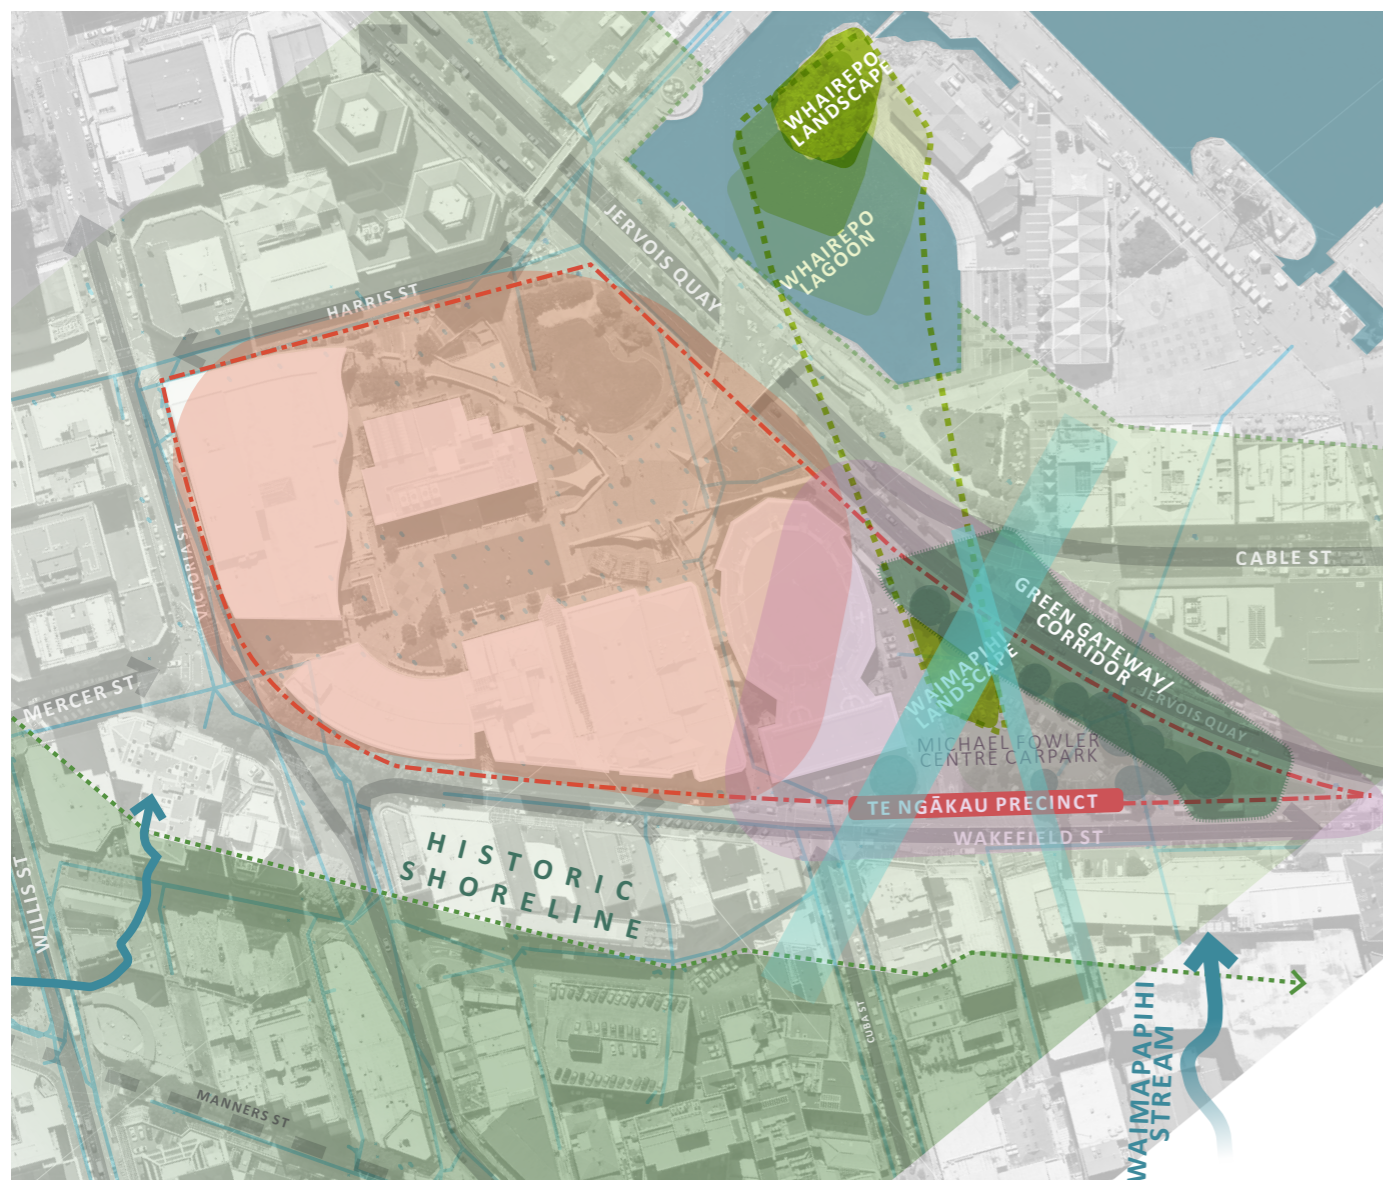 WHAIREPO
LANDSCAPE
WHAIREPO
LAGOON
JERVOIS QUAY
HARRIS ST
VICTORIA ST
CABLE ST
GREEN GATEWAY/
CORRIDOR
WAIMAPIHI
LANDSCAPE
JERVOIS QUAY
MERCER ST
MICHAEL FOWLER
CENTRE CARPARK
TE NGĀKAU PRECINCT
WAKEFIELD ST
HISTORIC
SHORELINE
WILLIS ST
CUBA ST
MANNERS ST
WAIMAPAPIHI
STREAM